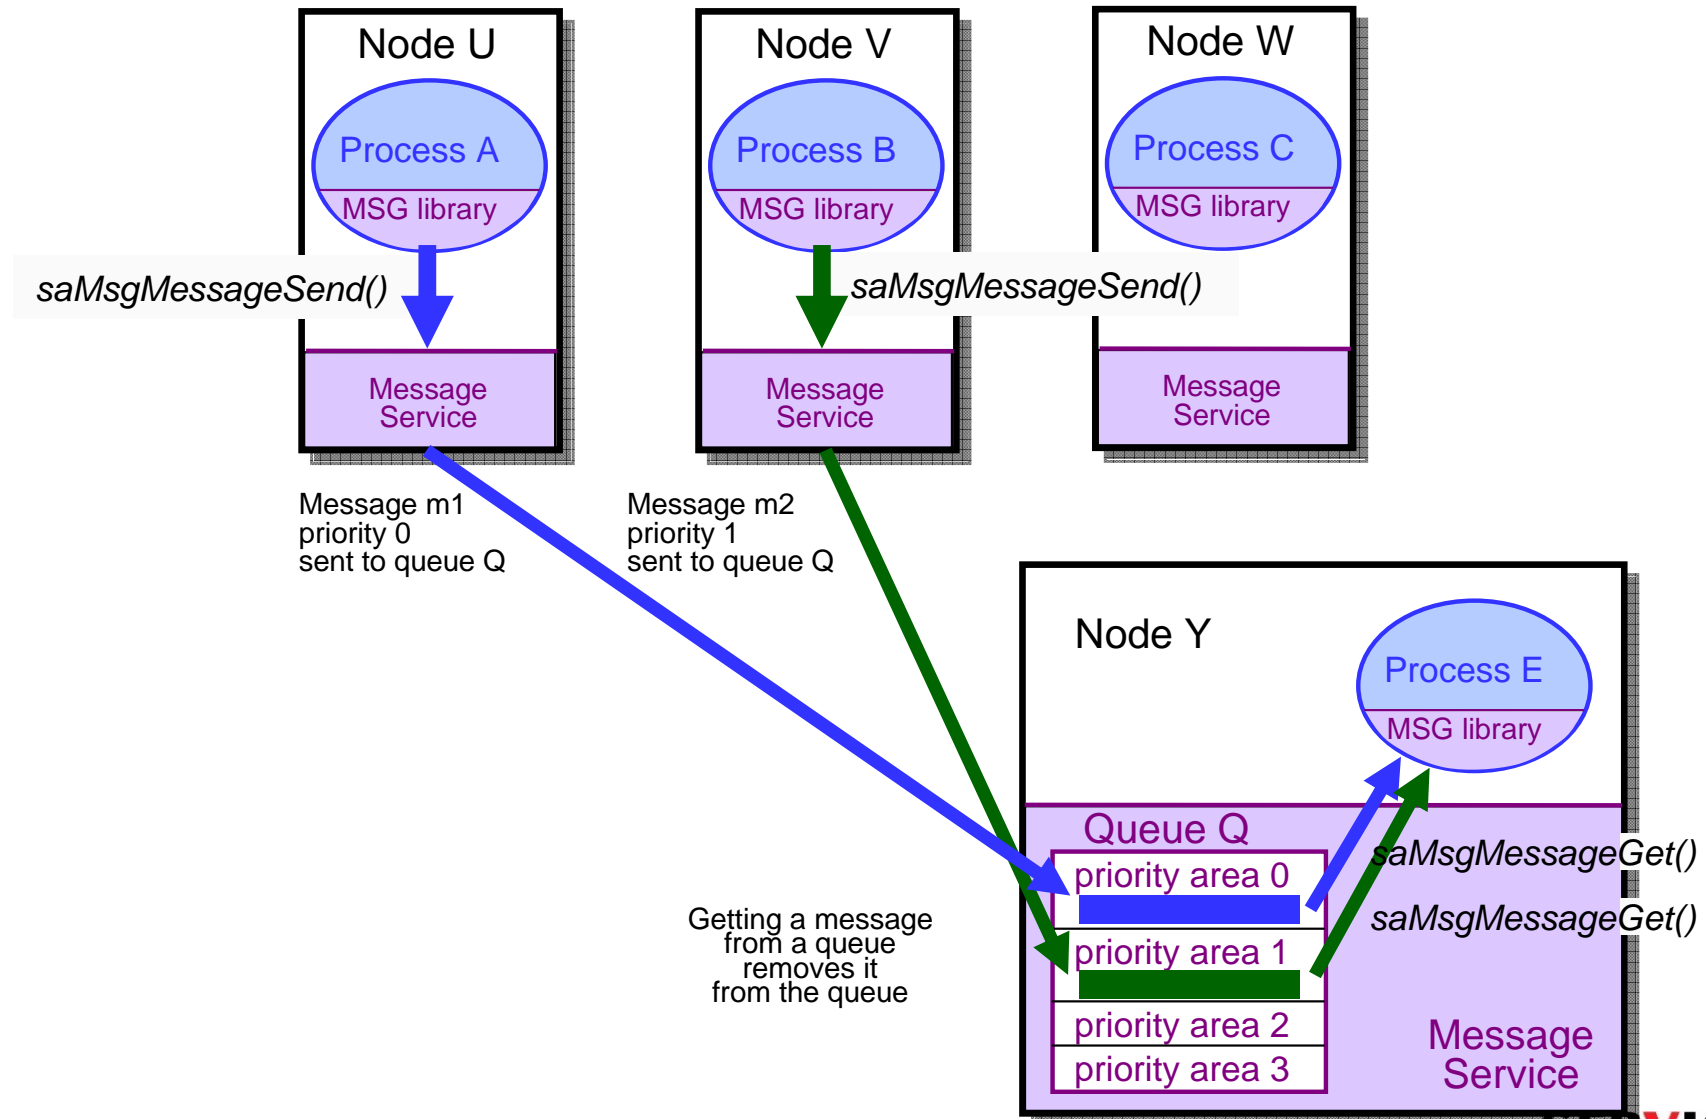 Node U
Process A
MSG library
saMsgMessageSend()
Message
Service
Message m1
priority 0
sent to queue Q
Node V
Process B
MSG library
saMsgMessageSend()
Message
Service
Message m2
priority 1
sent to queue Q
Node W
Process C
MSG library
Message
Service
Node Y
Process E
MSG library
Queue Q
priority area 0
priority area 1
priority area 2
priority area 3
saMsgMessageGet()
saMsgMessageGet()
Getting a message
from a queue
removes it
from the queue
Message
Service